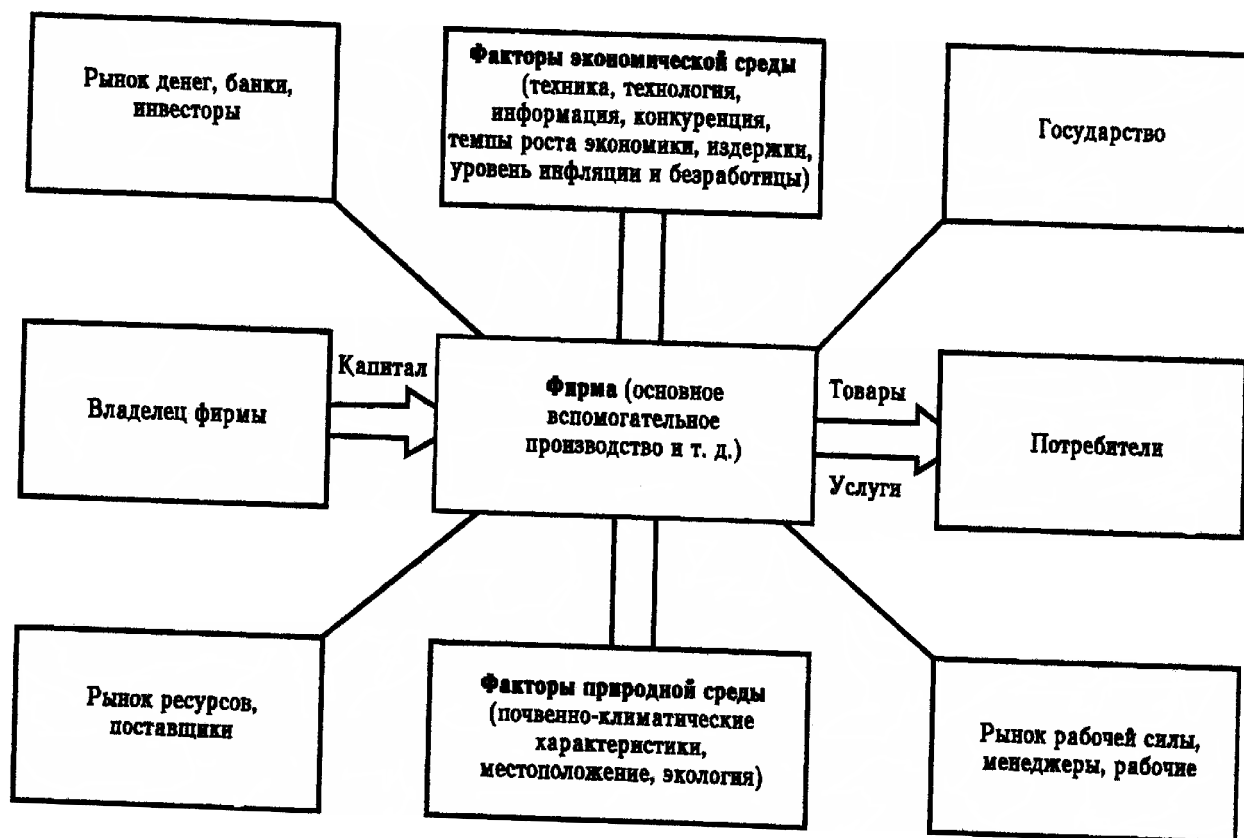 Рынок денег, банки,
инвесторы
Факторы экономической среды
(техника, технология,
информация, конкуренция,
темпы роста экономики, издержки,
уровень инфляции и безработицы)
Государство
Владелец фирмы
Капитал
Фирма (основное
вспомогательное
производство и т. д.)
Товары
Услуги
Потребители
Рынок ресурсов,
поставщики
Факторы природной среды
(почвенно-климатические
характеристики,
местоположение, экология)
Рынок рабочей силы,
менеджеры, рабочие